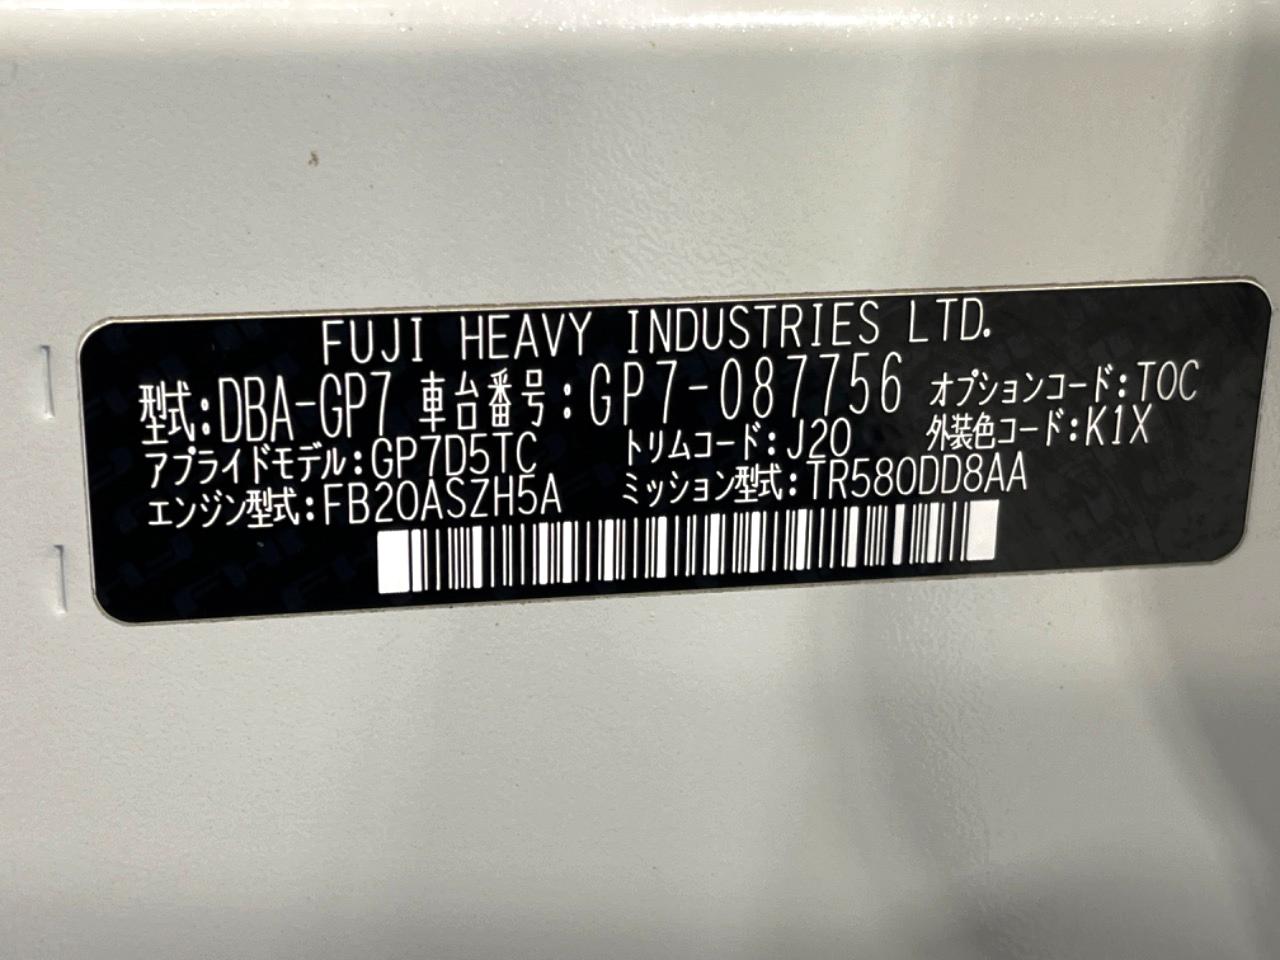 FUJI HEAVY INDUSTRIES LTD.
型式:DBA-GP7 車台番号:GP7-087756 オプションコード:TOC
アプライドモデル:GP7D5TC トリムコード:J20 外装色コード:K1X
エンジン型式:FB20ASZH5A ミッション型式:TR580DD8AA